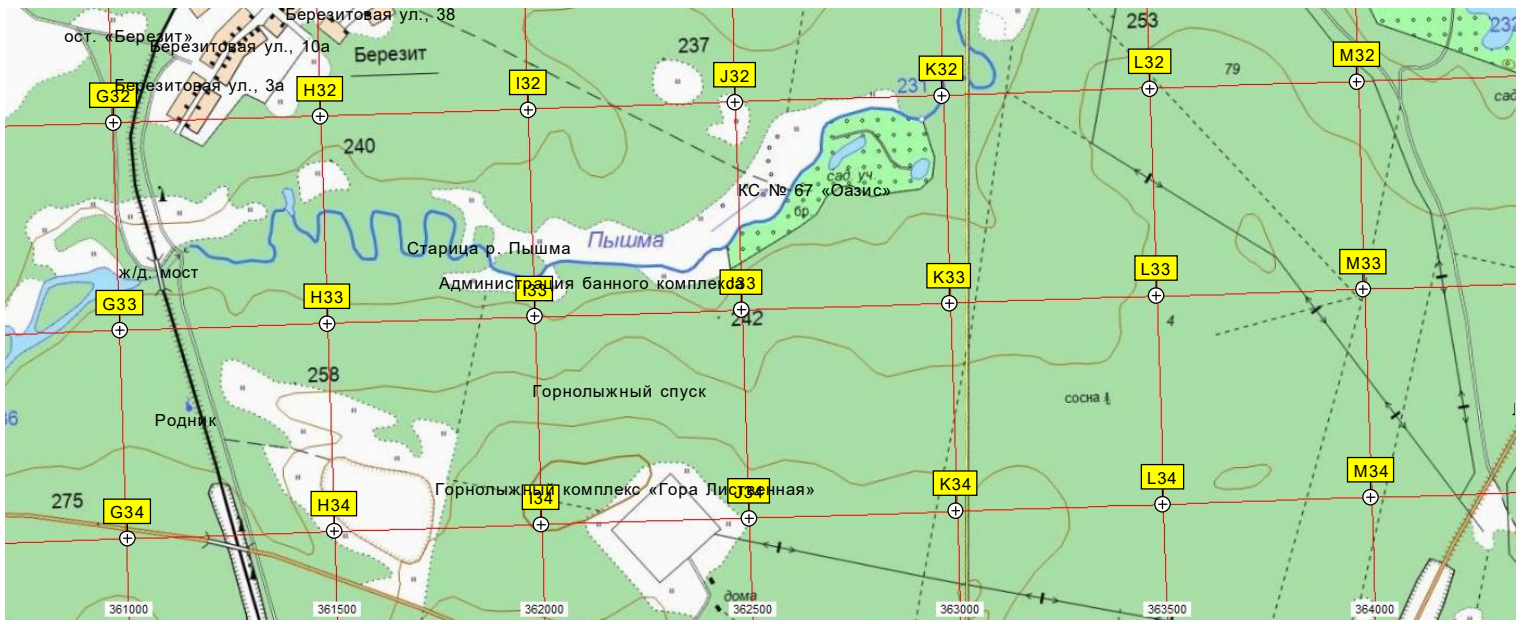 Березитовая ул., 38
253
232
ост. «Березит»
Березитовая ул., 10а
Березит
237
Березитовая ул., 3а
G32
H32
I32
J32
K32
L32
M32
231
79
сад
240
сад. уч.
КС № 67 «Оазис»
бр.
Пышма
Старица р. Пышма
ж/д. мост
Администрация банного комплекса
G33
H33
I33
J33
K33
L33
M33
242
4
258
Горнолыжный спуск
сосна
Родник
Горнолыжный комплекс «Гора Лиственная»
275
G34
H34
I34
J34
K34
L34
M34
дома
361000
361500
362000
362500
363000
363500
364000